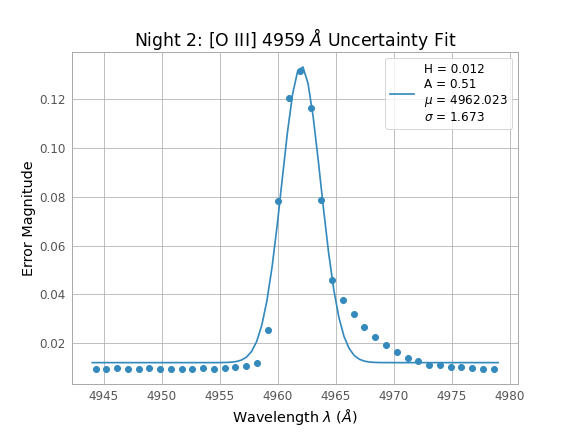 Night 2: [O III] 4959 Å Uncertainty Fit
H = 0.012
A = 0.51
μ = 4962.023
σ = 1.673
Error Magnitude
0.12
0.10
0.08
0.06
0.04
0.02
4945 4950 4955 4960 4965 4970 4975 4980
Wavelength λ (Å)